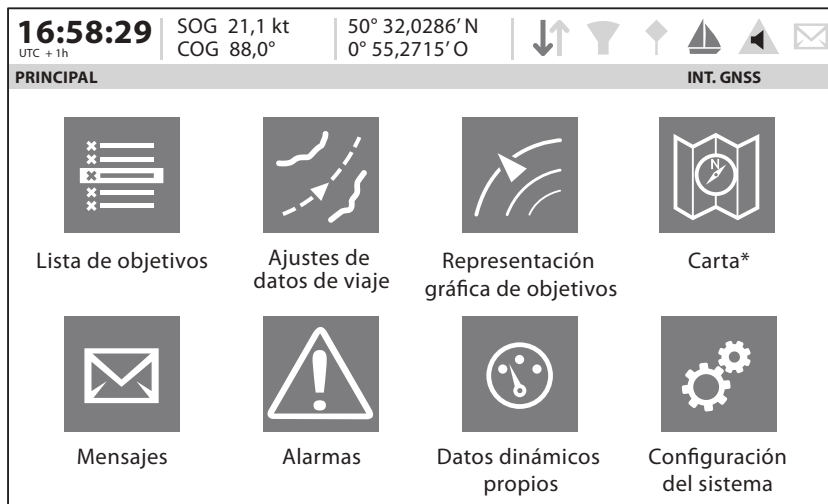 16:58:29
UTC + 1h
SOG 21,1 kt
COG 88,0°
50° 32,0286′ N
0° 55,2715′ O
PRINCIPAL
INT. GNSS
N
Lista de objetivos
Ajustes de
datos de viaje
Representación
gráfica de objetivos
Carta*
Mensajes
Alarmas
Datos dinámicos
propios
Configuración
del sistema